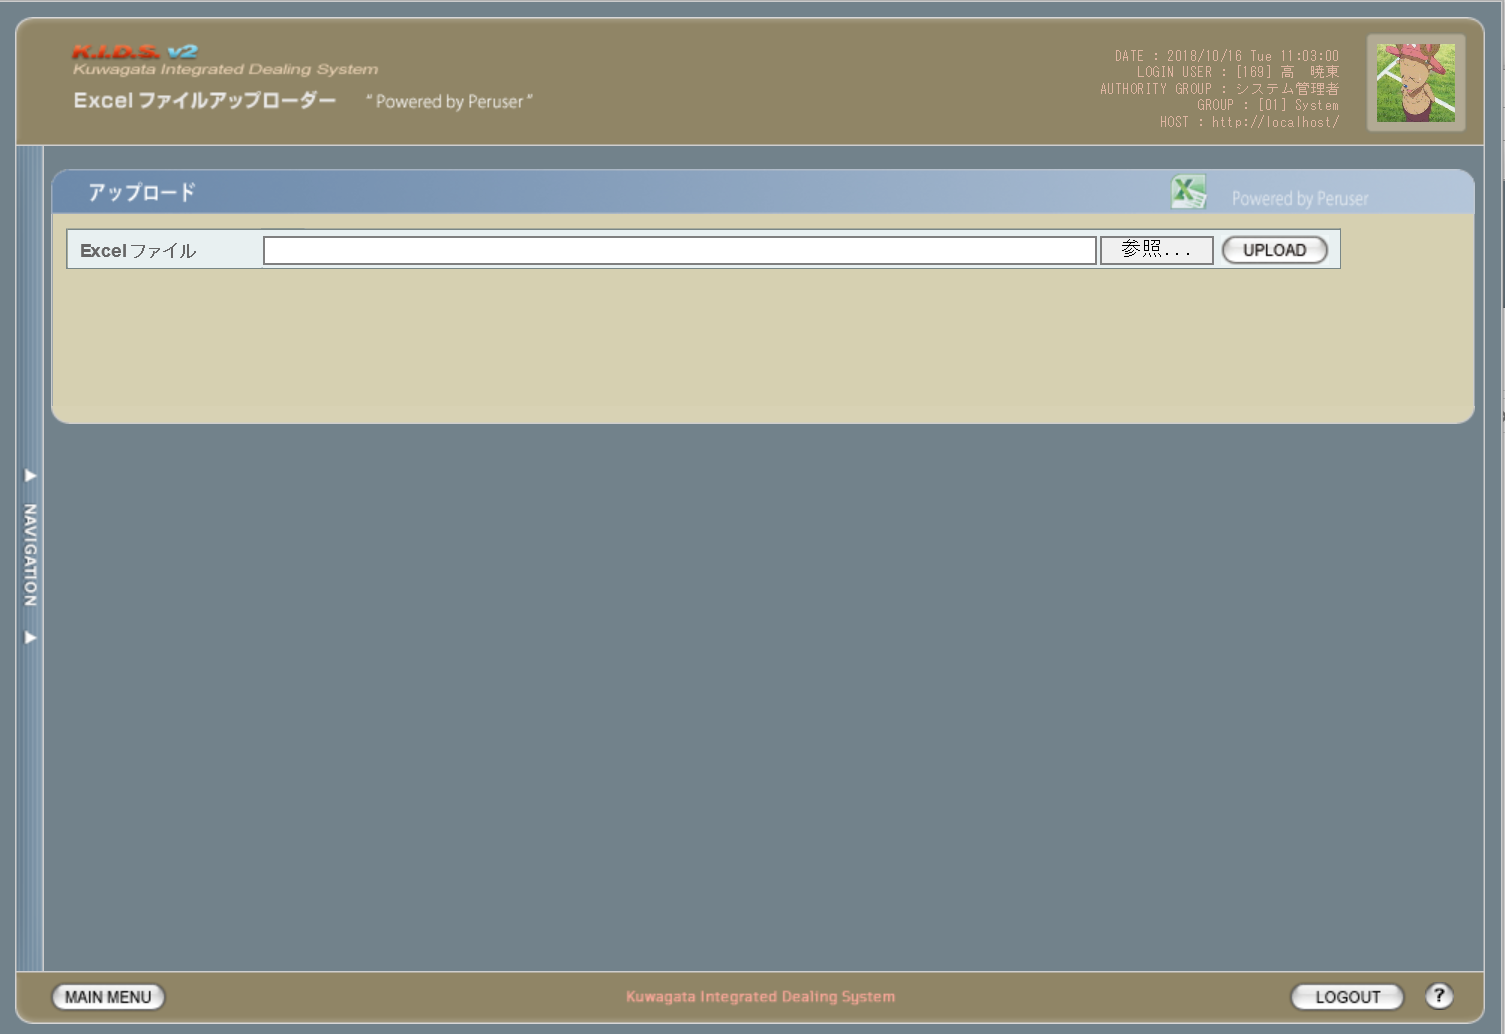 K.I.D.S. v2
Kuwagata Integrated Dealing System
Excel ファイルアップローダー “ Powered by Peruser ”
DATE : 2018/10/16 Tue 11:03:00
LOGIN USER : [169] 高　暁東
AUTHORITY GROUP : システム管理者
GROUP : [01] System
HOST : http://localhost/
アップロード
Powered by Peruser
Excel ファイル 参照... UPLOAD
NAVIGATION
MAIN MENU
Kuwagata Integrated Dealing System
LOGOUT ?